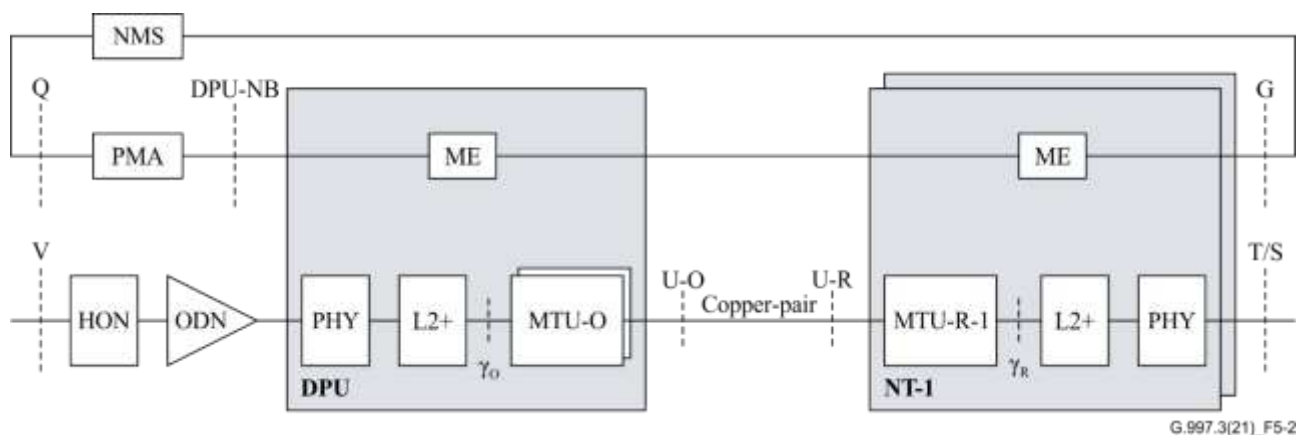 NMS
Q
DPU-NB
G
PMA
ME
ME
V
HON
ODN
PHY
L2+
γO
MTU-O
U-O
Copper-pair
U-R
MTU-R-1
γR
L2+
PHY
T/S
DPU
NT-1
G.997.3(21)_F5-2